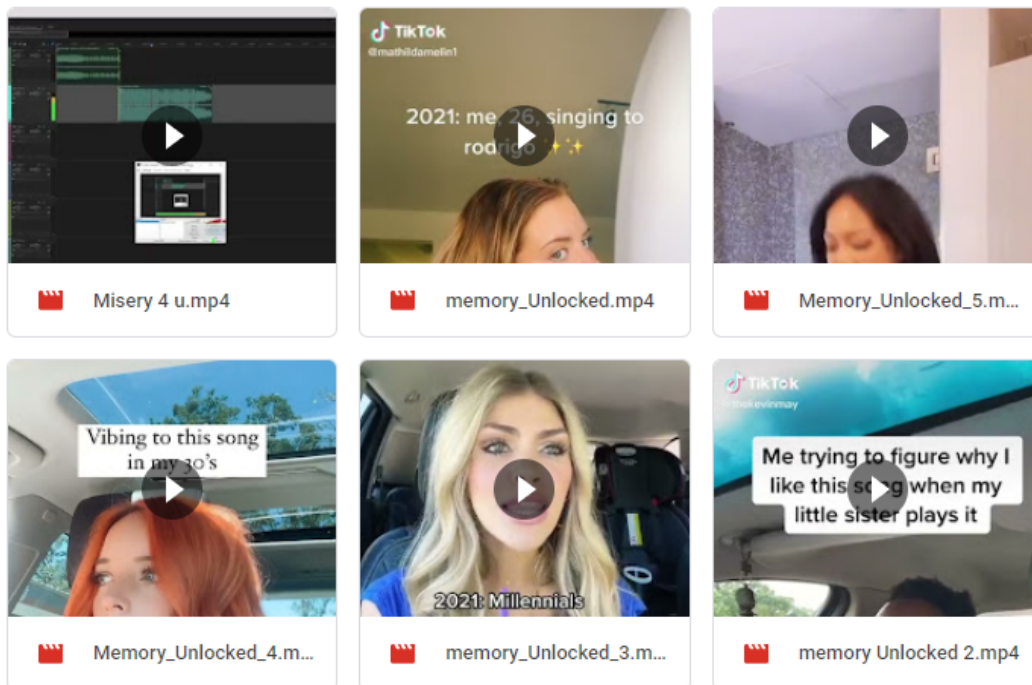 TikTok
@mathildamelin1
2021: me, 26, singing to
rodrigo ✨✨
Misery 4 u.mp4
memory_Unlocked.mp4
Memory_Unlocked_5.m...
Vibing to this song
in my 30's
2021: Millennials
TikTok
Me trying to figure why I
like this song when my
little sister plays it
Memory_Unlocked_4.m...
memory_Unlocked_3.m...
memory Unlocked 2.mp4